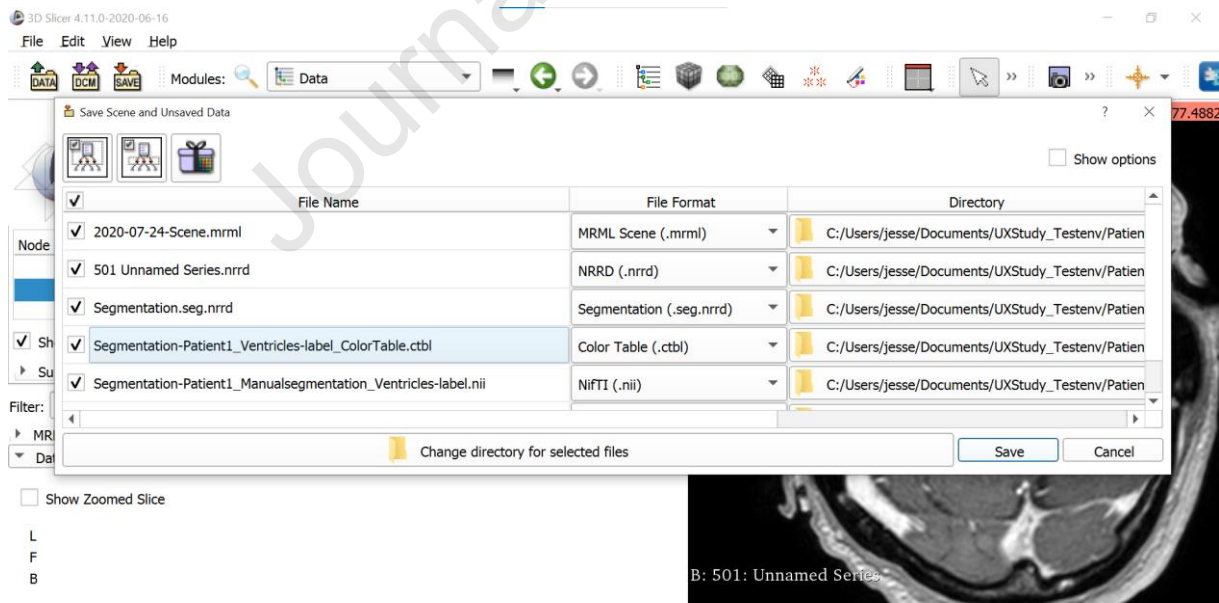 3D Slicer 4.11.0-2020-06-16
File Edit View Help
DATA DCM SAVE Modules: Data
Save Scene and Unsaved Data
77.4882
Journa
Show options
File Name File Format Directory
2020-07-24-Scene.mrml MRML Scene (.mrml) C:/Users/jesse/Documents/UXStudy_Testenv/Patien
Node
501 Unnamed Series.nrrd NRRD (.nrrd) C:/Users/jesse/Documents/UXStudy_Testenv/Patien
Segmentation.seg.nrrd Segmentation (.seg.nrrd) C:/Users/jesse/Documents/UXStudy_Testenv/Patien
Sh
Segmentation-Patient1_Ventricles-label_ColorTable.ctbl Color Table (.ctbl) C:/Users/jesse/Documents/UXStudy_Testenv/Patien
Su
Segmentation-Patient1_Manualsegmentation_Ventricles-label.nii NifTI (.nii) C:/Users/jesse/Documents/UXStudy_Testenv/Patien
Filter:
MRI
Dat
Change directory for selected files Save Cancel
Show Zoomed Slice
L
F
B
B: 501: Unnamed Series